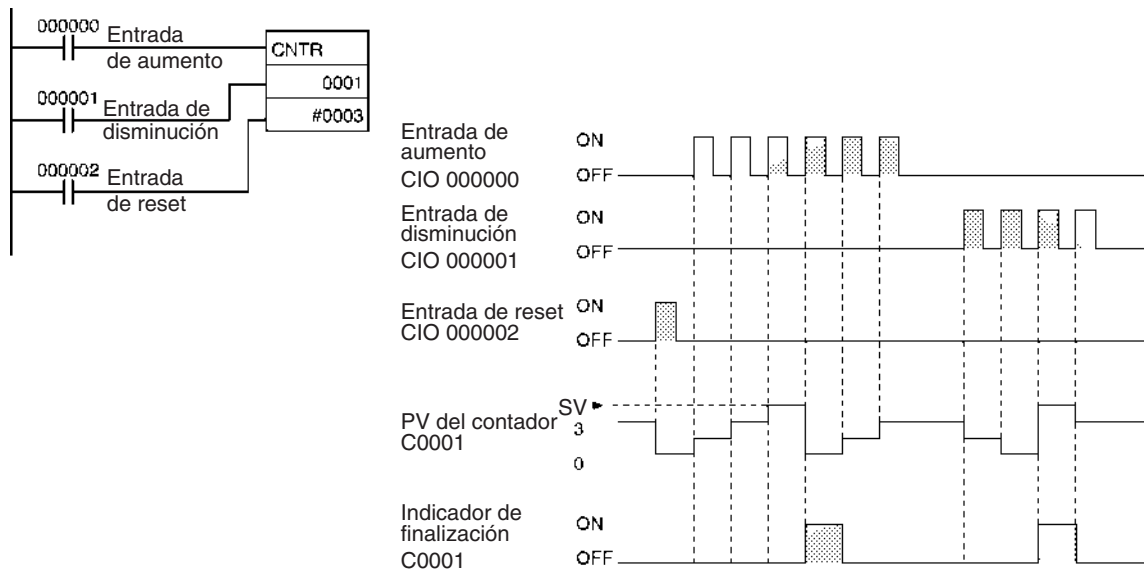 000000
Entrada
de aumento
CNTR
0001
#0003
000001
Entrada de
disminución
000002
Entrada
de reset
Entrada de
aumento
CIO 000000
ON
OFF
Entrada de
disminución
CIO 000001
ON
OFF
Entrada de reset
CIO 000002
ON
OFF
PV del contador
C0001
SV
3
0
Indicador de
finalización
C0001
ON
OFF